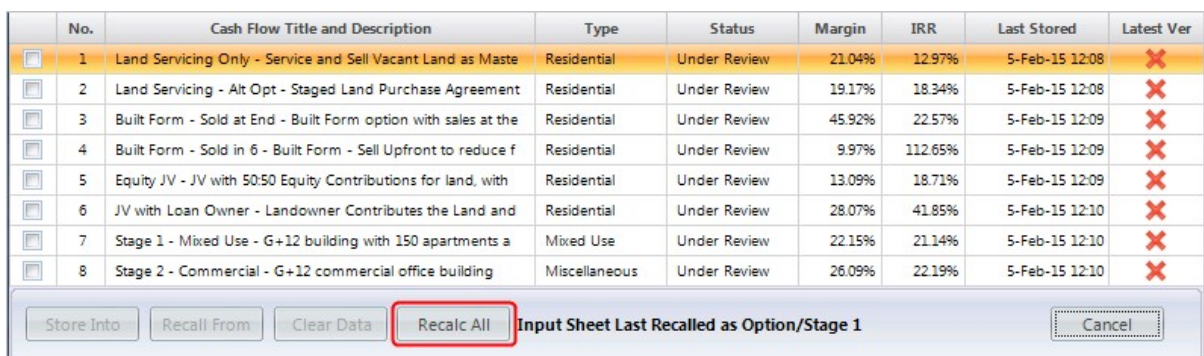 No. Cash Flow Title and Description Type Status Margin IRR Last Stored Latest Ver
1 Land Servicing Only - Service and Sell Vacant Land as Maste Residential Under Review 21.04% 12.97% 5-Feb-15 12:08
2 Land Servicing - Alt Opt - Staged Land Purchase Agreement Residential Under Review 19.17% 18.34% 5-Feb-15 12:08
3 Built Form - Sold at End - Built Form option with sales at the Residential Under Review 45.92% 22.57% 5-Feb-15 12:09
4 Built Form - Sold in 6 - Built Form - Sell Upfront to reduce f Residential Under Review 9.97% 112.65% 5-Feb-15 12:09
5 Equity JV - JV with 50:50 Equity Contributions for land, with Residential Under Review 13.09% 18.71% 5-Feb-15 12:09
6 JV with Loan Owner - Landowner Contributes the Land and Residential Under Review 28.07% 41.85% 5-Feb-15 12:10
7 Stage 1 - Mixed Use - G+12 building with 150 apartments a Mixed Use Under Review 22.15% 21.14% 5-Feb-15 12:10
8 Stage 2 - Commercial - G+12 commercial office building Miscellaneous Under Review 26.09% 22.19% 5-Feb-15 12:10
Store Into Recall From Clear Data Recalc All Input Sheet Last Recalled as Option/Stage 1 Cancel